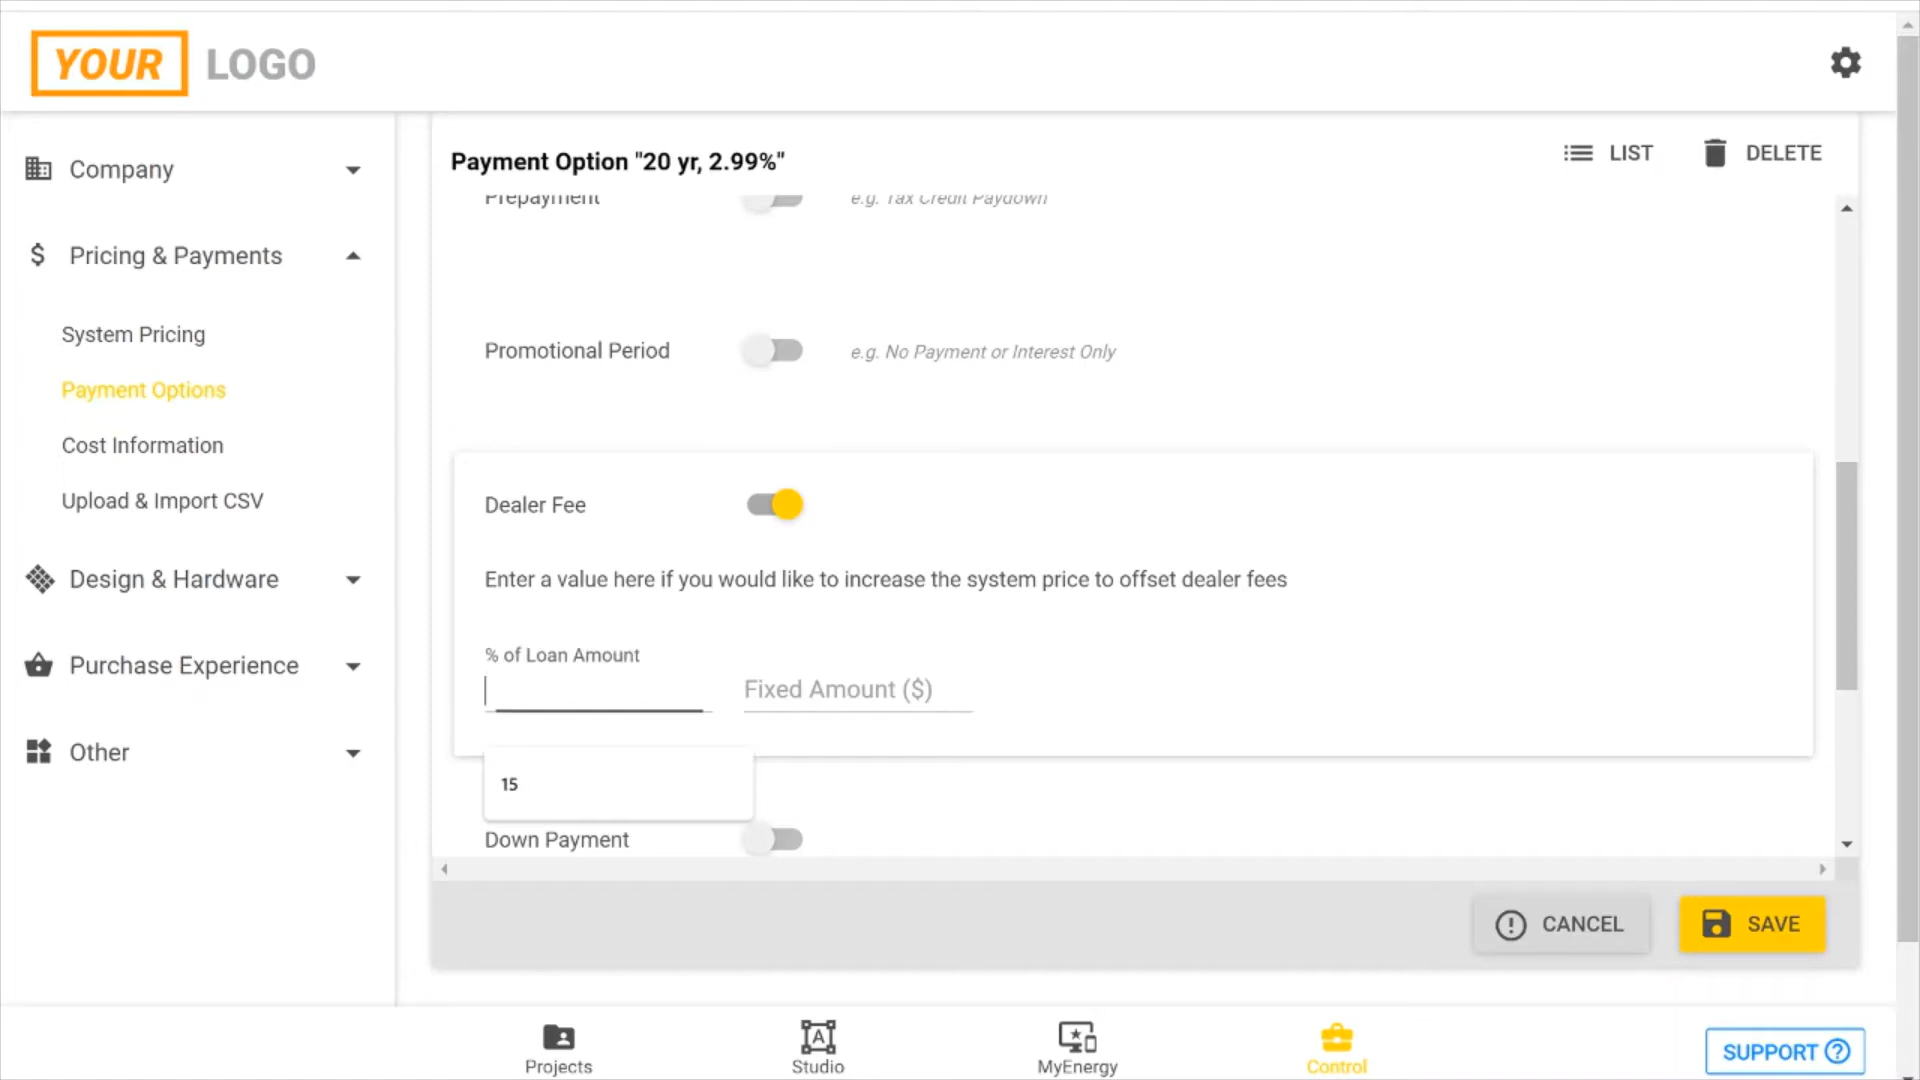 YOUR LOGO
Company
Pricing & Payments
System Pricing
Payment Options
Cost Information
Upload & Import CSV
Design & Hardware
Purchase Experience
Other
Payment Option "20 yr, 2.99%"
LIST
DELETE
Prepayment
e.g. Tax Credit Paydown
Promotional Period
e.g. No Payment or Interest Only
Dealer Fee
Enter a value here if you would like to increase the system price to offset dealer fees
% of Loan Amount
Fixed Amount ($)
15
Down Payment
CANCEL
SAVE
Projects
Studio
MyEnergy
Control
SUPPORT